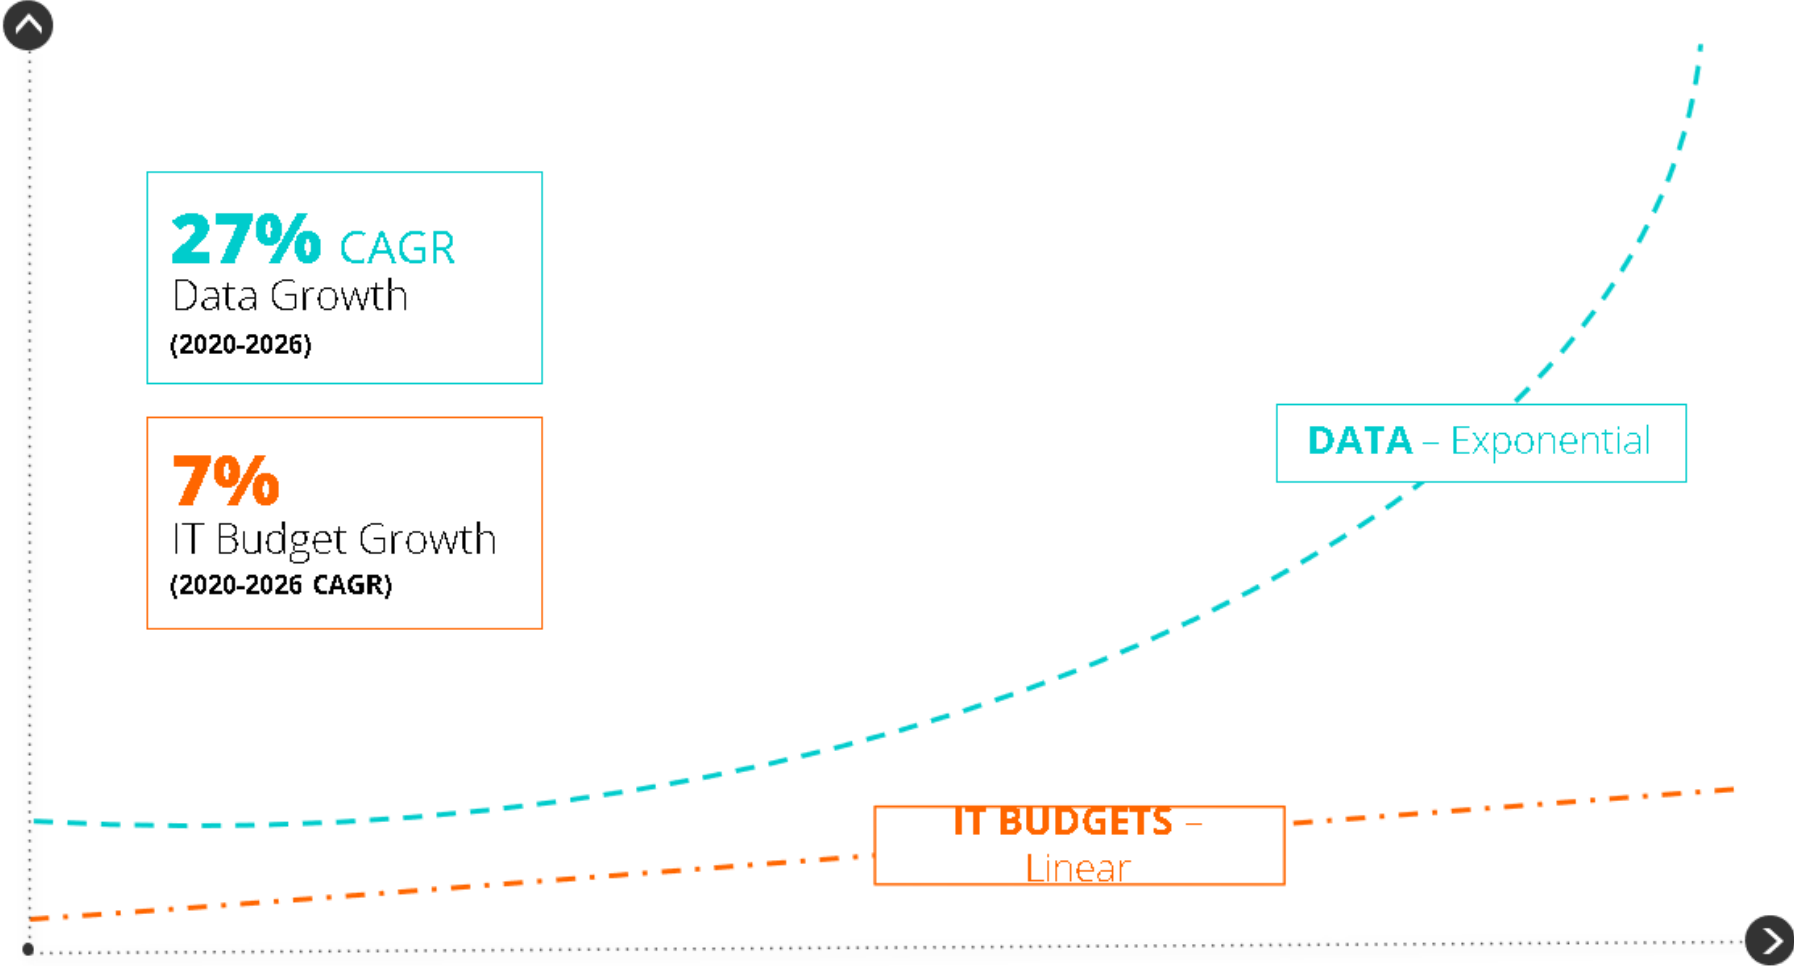 27% CAGR
Data Growth
(2020-2026)
7%
IT Budget Growth
(2020-2026 CAGR)
DATA – Exponential
IT BUDGETS –
Linear